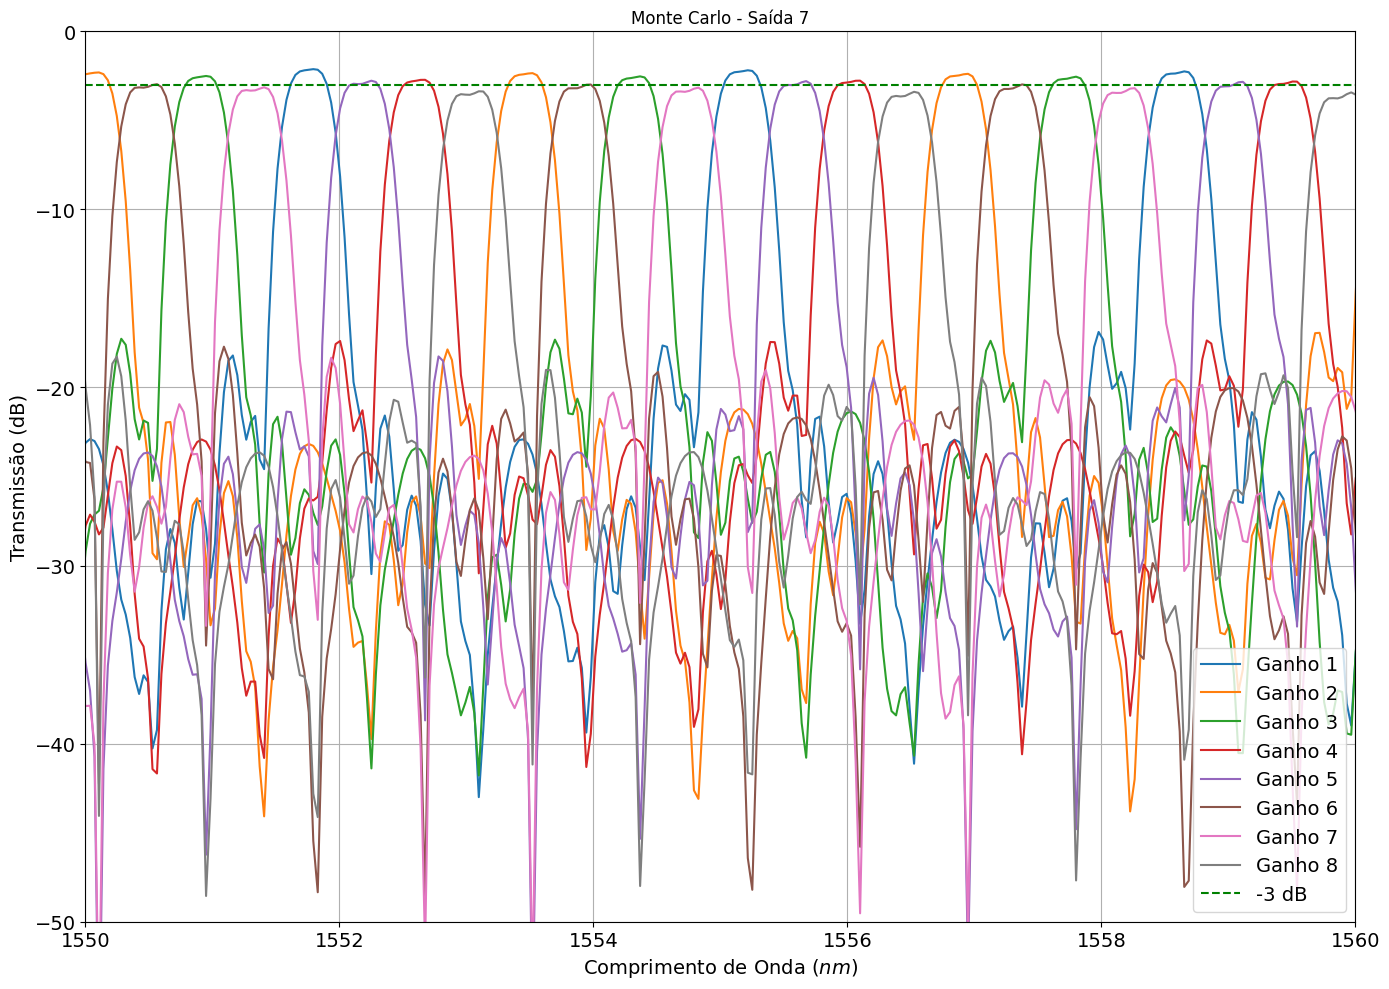 Monte Carlo - Saída 7
Transmissão (dB)
0
−10
−20
−30
−40
−50
1550
1552
1554
1556
1558
1560
Comprimento de Onda (nm)
Ganho 1
Ganho 2
Ganho 3
Ganho 4
Ganho 5
Ganho 6
Ganho 7
Ganho 8
-3 dB